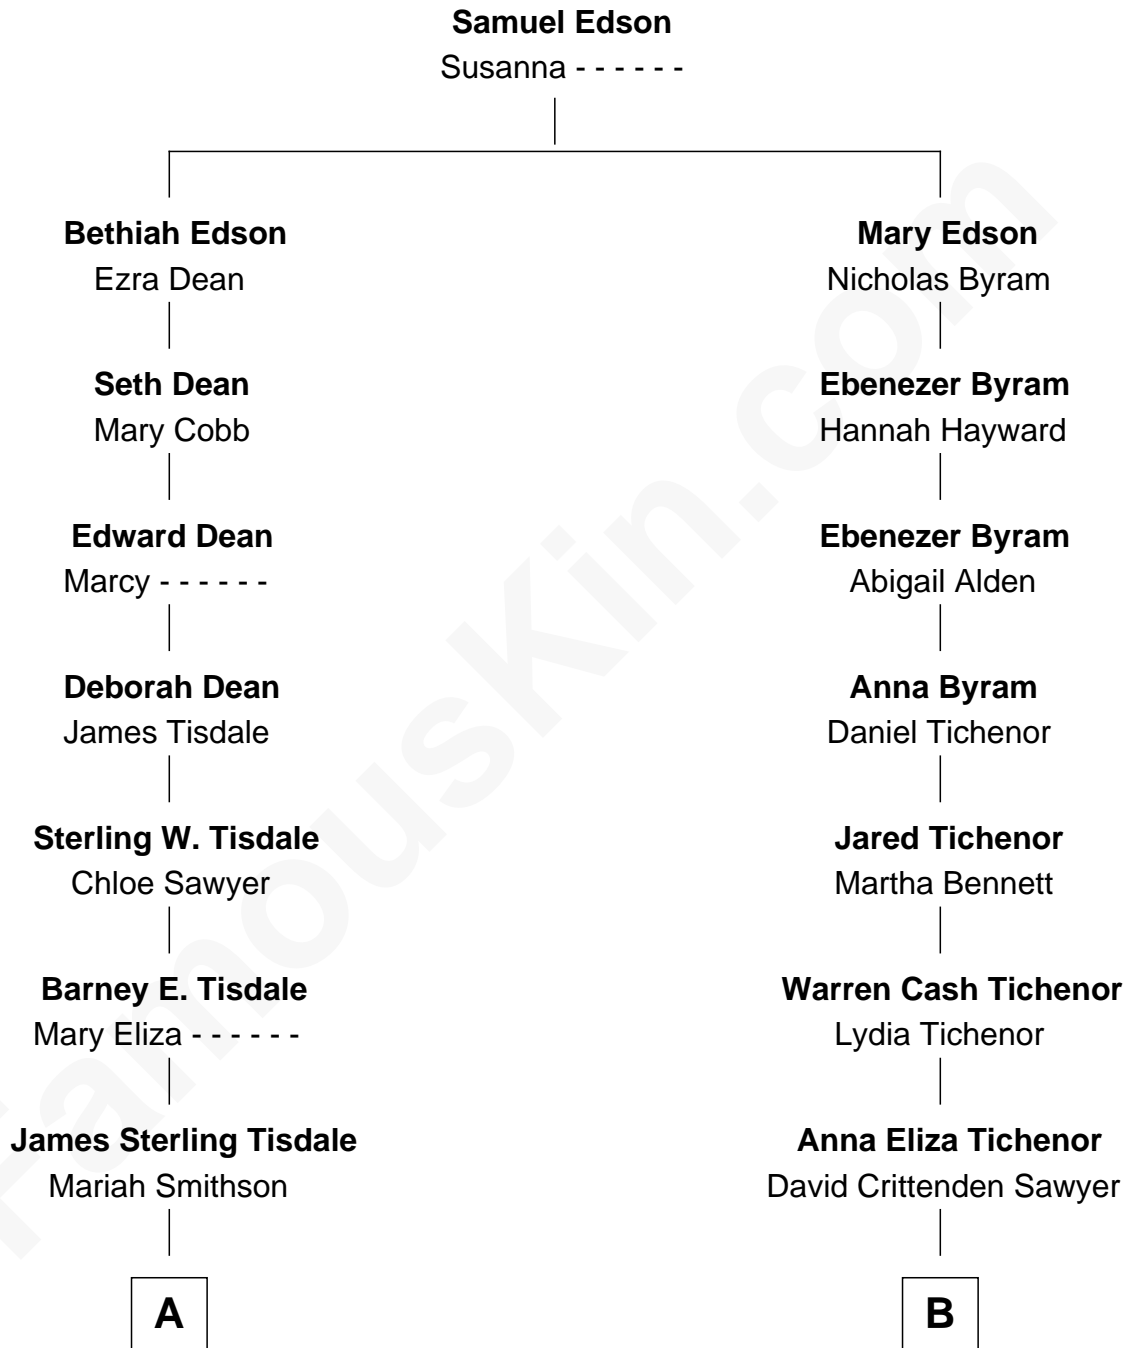 Samuel Edson
Susanna - - - - - -
Bethiah Edson
Ezra Dean
Mary Edson
Nicholas Byram
Seth Dean
Mary Cobb
Ebenezer Byram
Hannah Hayward
Edward Dean
Marcy - - - - - -
Ebenezer Byram
Abigail Alden
Deborah Dean
James Tisdale
Anna Byram
Daniel Tichenor
Sterling W. Tisdale
Chloe Sawyer
Jared Tichenor
Martha Bennett
Barney E. Tisdale
Mary Eliza - - - - - -
Warren Cash Tichenor
Lydia Tichenor
James Sterling Tisdale
Mariah Smithson
Anna Eliza Tichenor
David Crittenden Sawyer
A
B
FamousKin.com